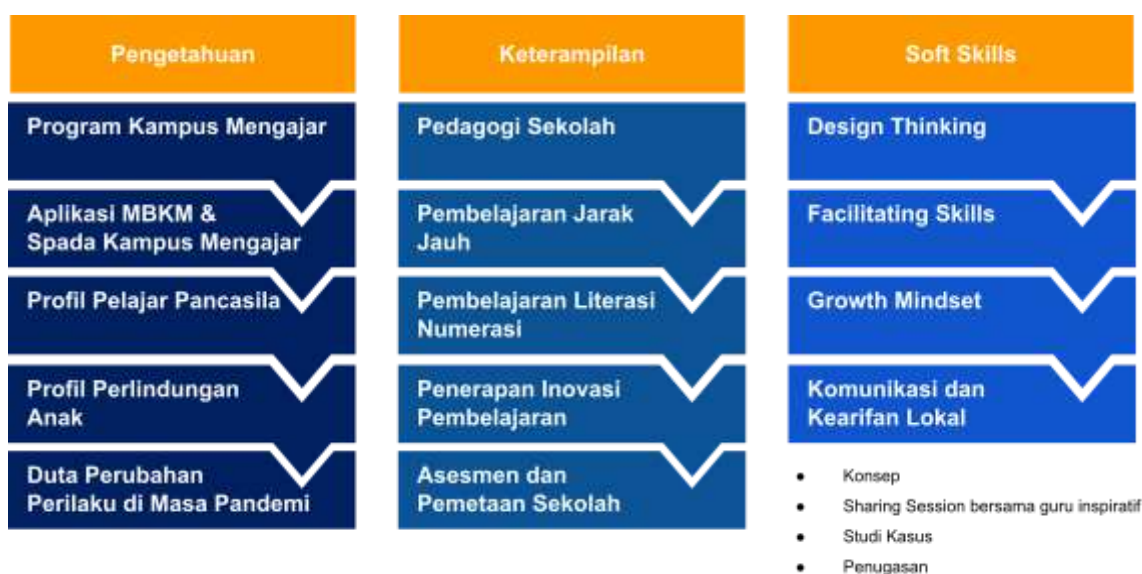 Pengetahuan
Program Kampus Mengajar
Aplikasi MBKM &
Spada Kampus Mengajar
Profil Pelajar Pancasila
Profil Perlindungan
Anak
Duta Perubahan
Perilaku di Masa Pandemi
Keterampilan
Pedagogi Sekolah
Pembelajaran Jarak
Jauh
Pembelajaran Literasi
Numerasi
Penerapan Inovasi
Pembelajaran
Asesmen dan
Pemetaan Sekolah
Soft Skills
Design Thinking
Facilitating Skills
Growth Mindset
Komunikasi dan
Kearifan Lokal
● Konsep
● Sharing Session bersama guru inspiratif
● Studi Kasus
● Penugasan